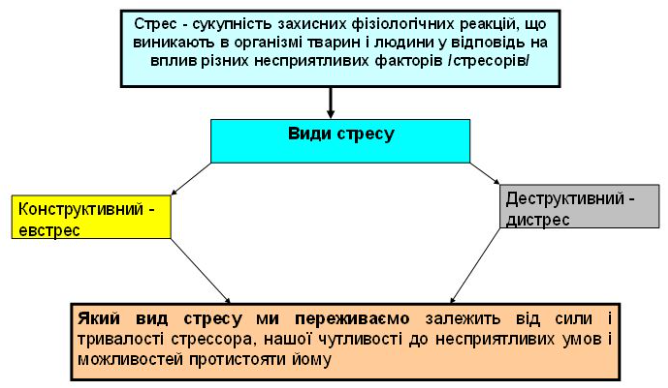 Стрес - сукупність захисних фізіологічних реакцій, що
виникають в організмі тварин і людини у відповідь на
вплив різних несприятливих факторів /стресорів/
Види стресу
Конструктивний -
евстрес
Деструктивний -
дистрес
Який вид стресу ми переживаємо залежить від сили і
тривалості стрессора, нашої чутливості до несприятливих умов і
можливостей протистояти йому